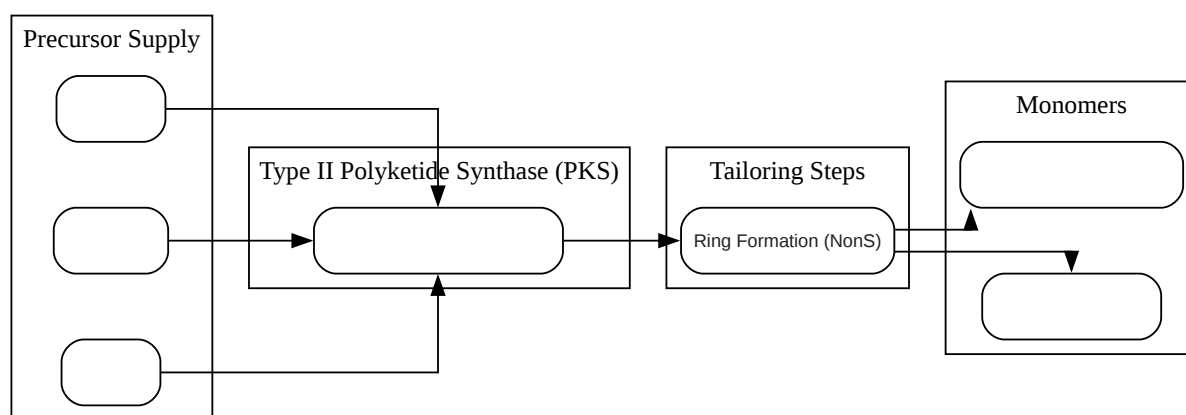 Precursor Supply
Type II Polyketide Synthase (PKS)
Tailoring Steps
Ring Formation (NonS)
Monomers